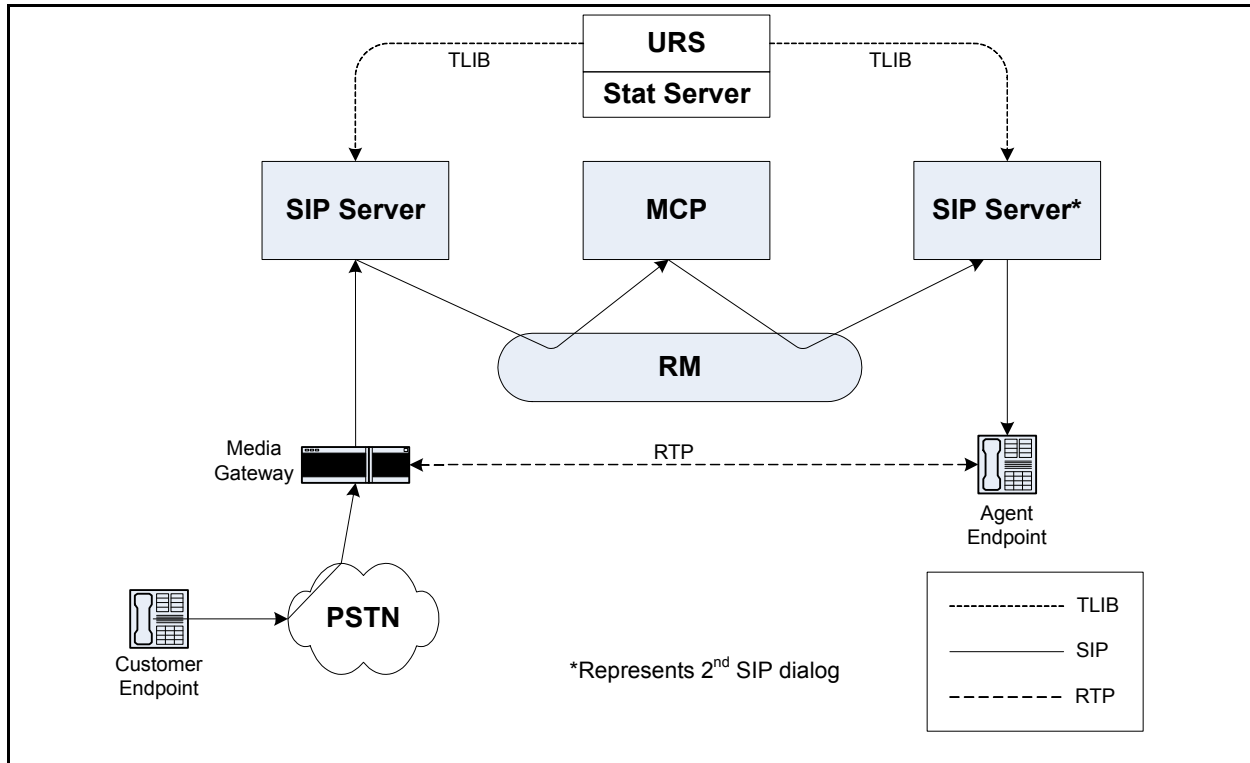 URS
TLIB
TLIB
Stat Server
SIP Server
MCP
SIP Server*
RM
Media
Gateway
RTP
Agent
Endpoint
PSTN
Customer
Endpoint
*Represents 2nd SIP dialog
TLIB
SIP
RTP